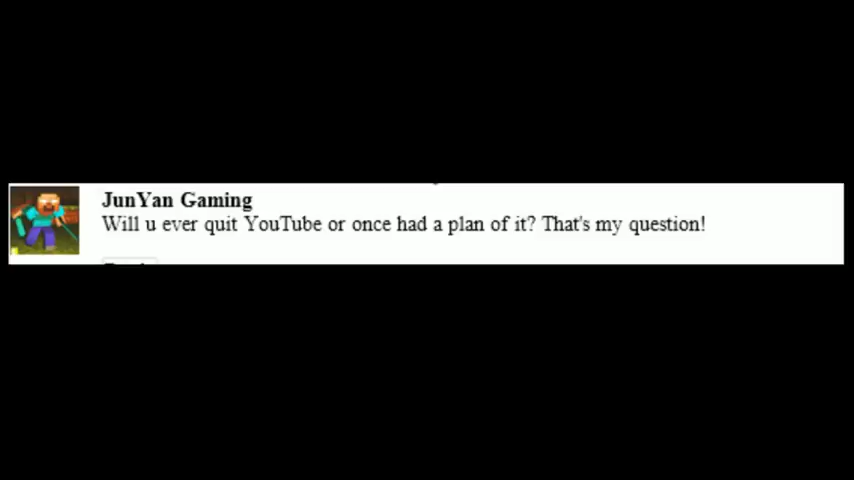 JunYan Gaming
Will u ever quit YouTube or once had a plan of it? That's my question!